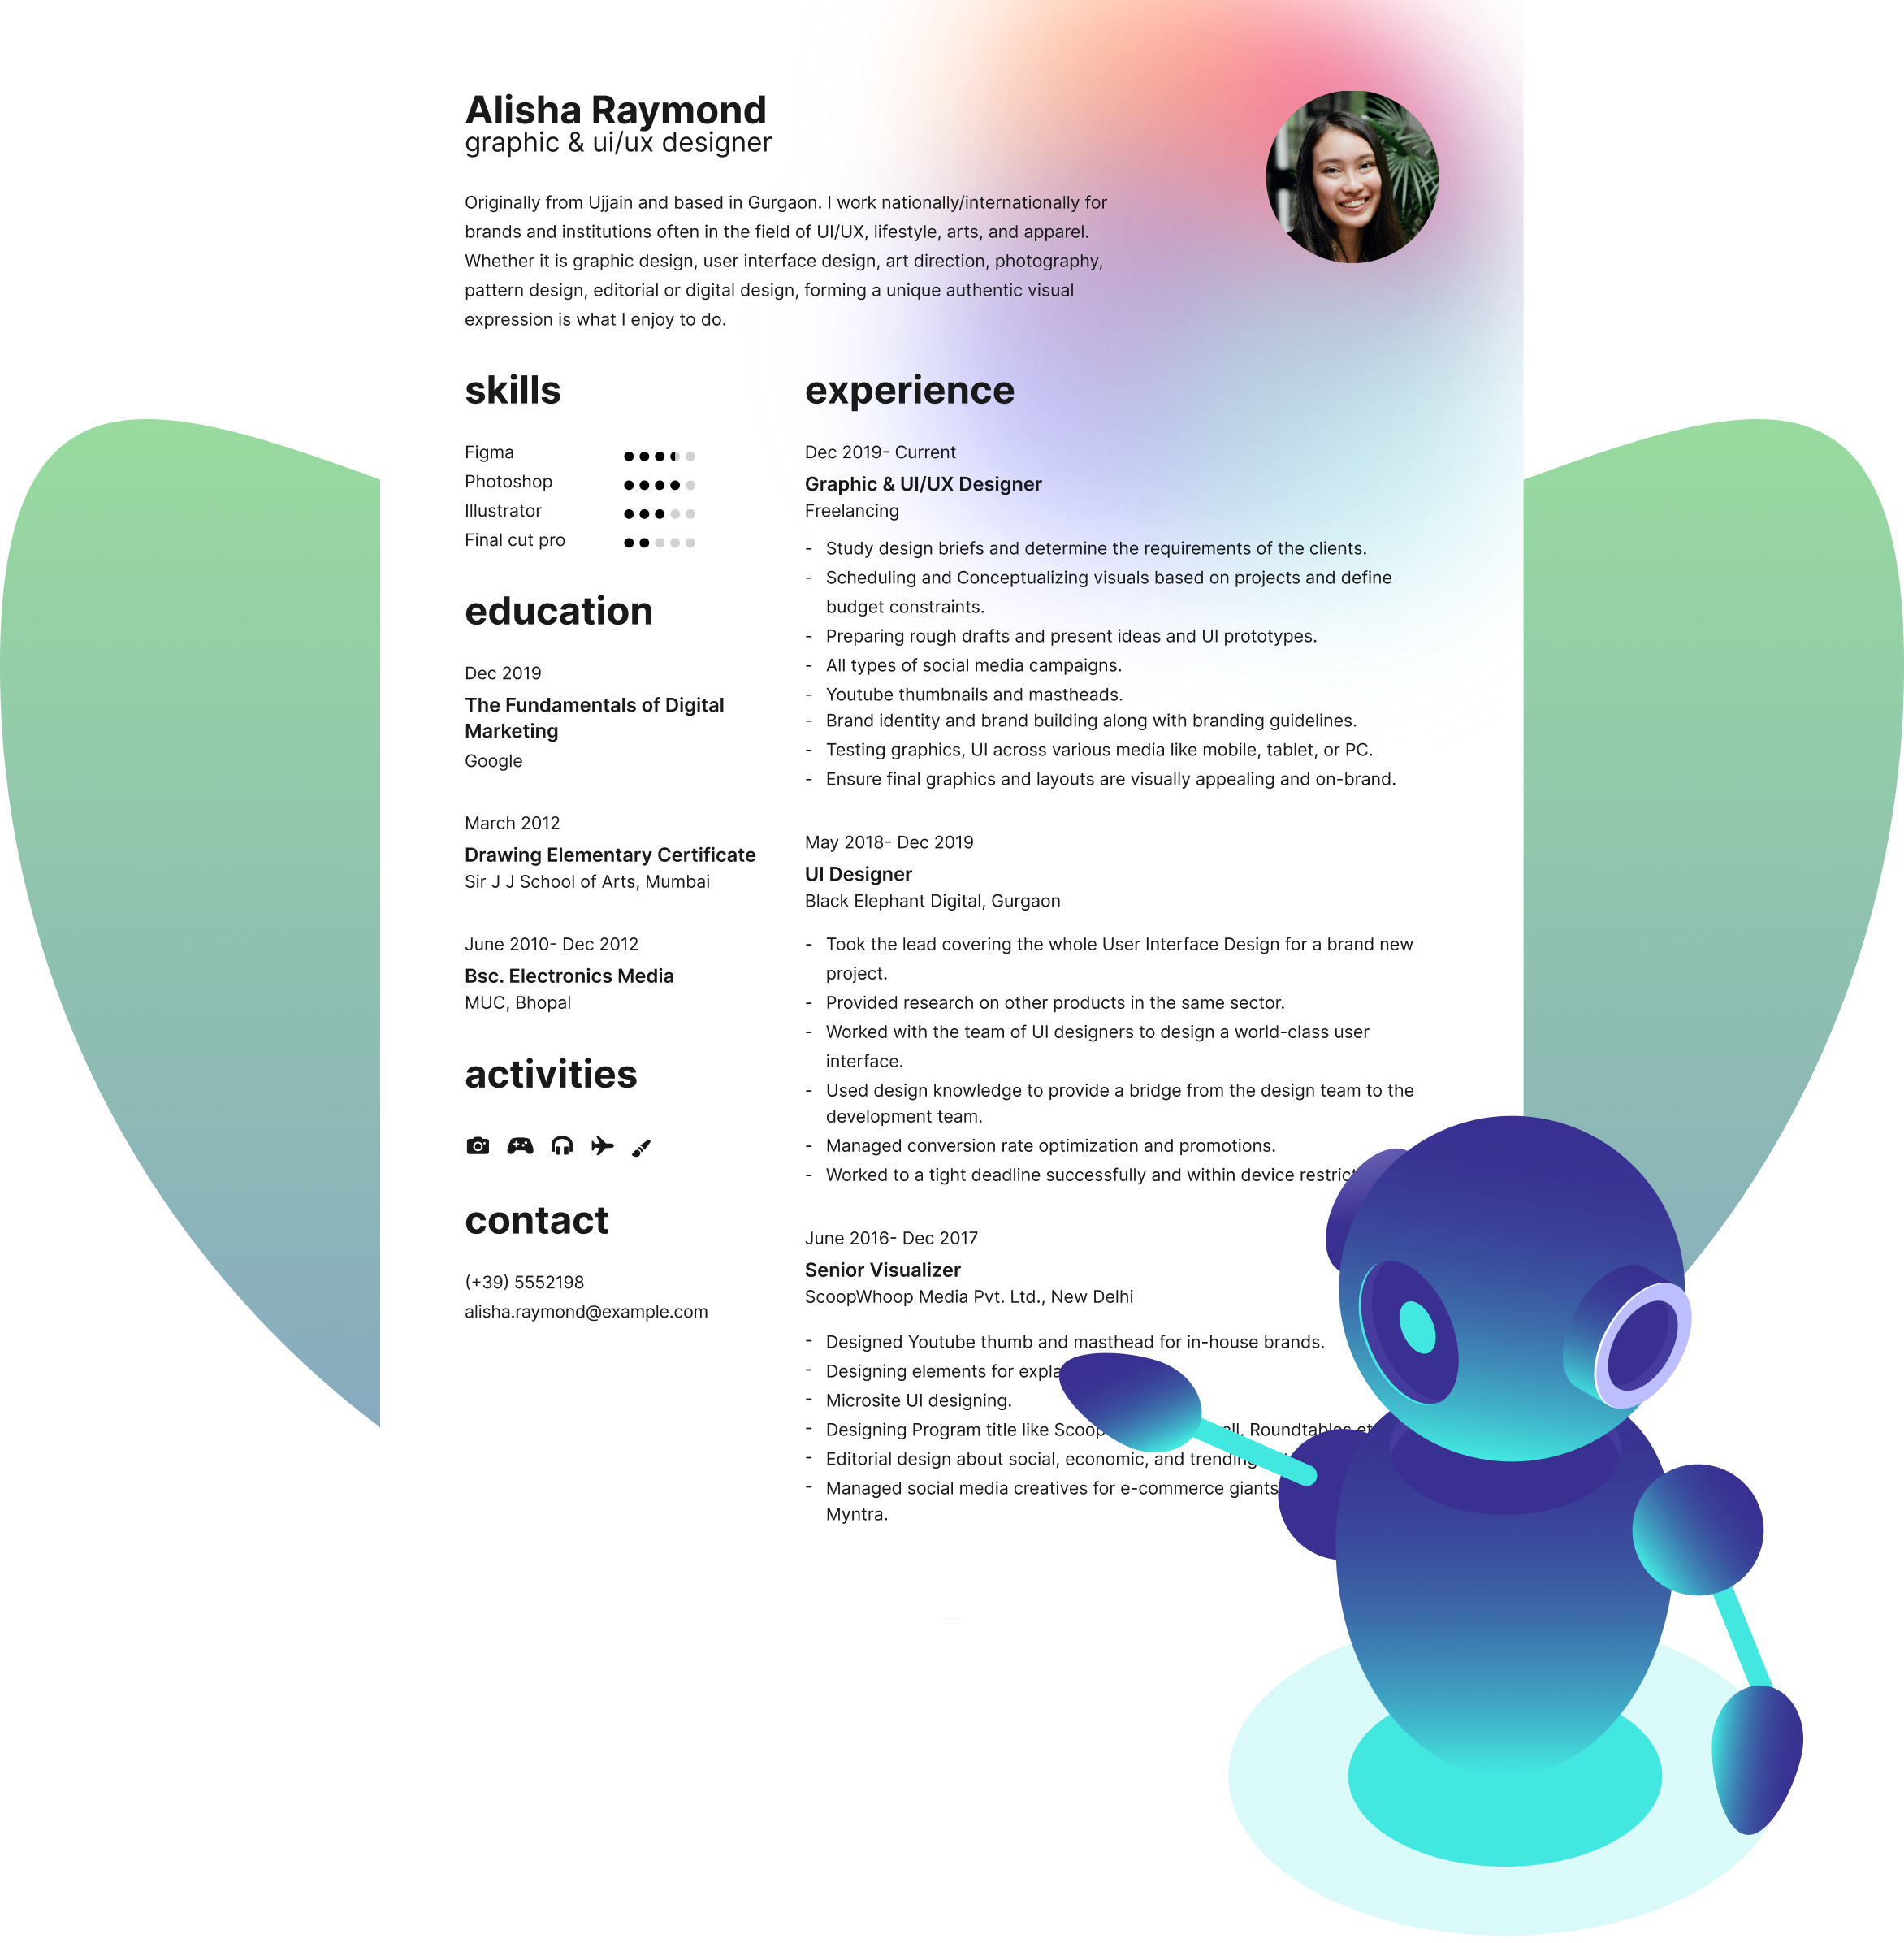 Alisha Raymond
graphic & ui/ux designer
Originally from Ujjain and based in Gurgaon. I work nationally/internationally for
brands and institutions often in the field of UI/UX, lifestyle, arts, and apparel.
Whether it is graphic design, user interface design, art direction, photography,
pattern design, editorial or digital design, forming a unique authentic visual
expression is what I enjoy to do.
skills
Figma
Photoshop
Illustrator
Final cut pro
education
Dec 2019
The Fundamentals of Digital
Marketing
Google
March 2012
Drawing Elementary Certificate
Sir J J School of Arts, Mumbai
June 2010- Dec 2012
Bsc. Electronics Media
MUC, Bhopal
activities
contact
(+39) 5552198
alisha.raymond@example.com
experience
Dec 2019- Current
Graphic & UI/UX Designer
Freelancing
- Study design briefs and determine the requirements of the clients.
- Scheduling and Conceptualizing visuals based on projects and define
budget constraints.
- Preparing rough drafts and present ideas and UI prototypes.
- All types of social media campaigns.
- Youtube thumbnails and mastheads.
- Brand identity and brand building along with branding guidelines.
- Testing graphics, UI across various media like mobile, tablet, or PC.
- Ensure final graphics and layouts are visually appealing and on-brand.
May 2018- Dec 2019
UI Designer
Black Elephant Digital, Gurgaon
- Took the lead covering the whole User Interface Design for a brand new
project.
- Provided research on other products in the same sector.
- Worked with the team of UI designers to design a world-class user
interface.
- Used design knowledge to provide a bridge from the design team to the
development team.
- Managed conversion rate optimization and promotions.
- Worked to a tight deadline successfully and within device
June 2016- Dec 2017
Senior Visualizer
ScoopWhoop Media Pvt. Ltd., New Delhi
- Designed Youtube thumb and masthead for in-house brands.
- Designing elements for
- Microsite UI designing.
- Designing Program title like Roundtables
- Editorial design about social, economic, and trending
- Managed social media creatives for e-commerce giants
Myntra.